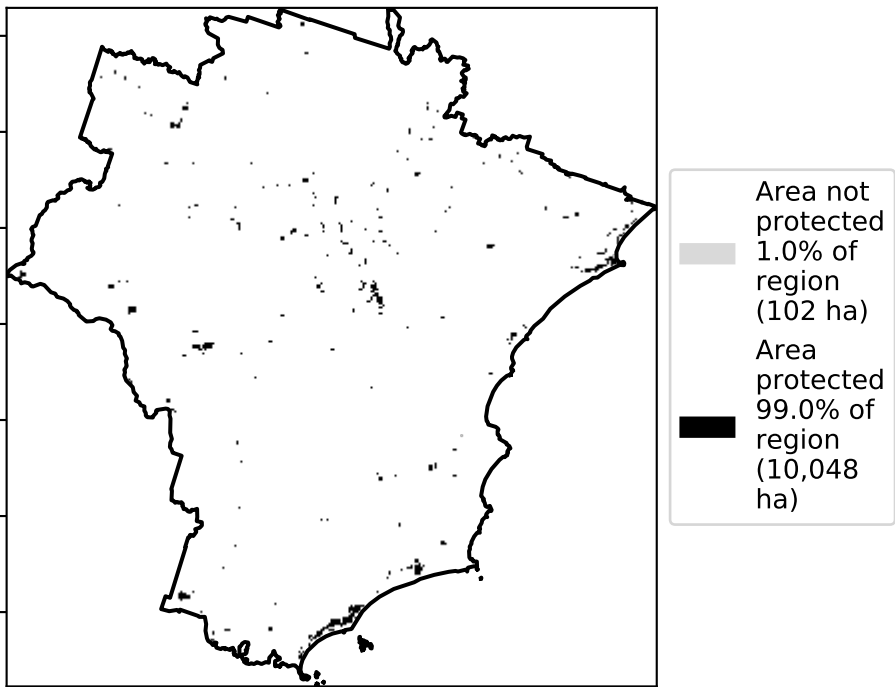 Area not
protected
1.0% of
region
(102 ha)
Area
protected
99.0% of
region
(10,048
ha)